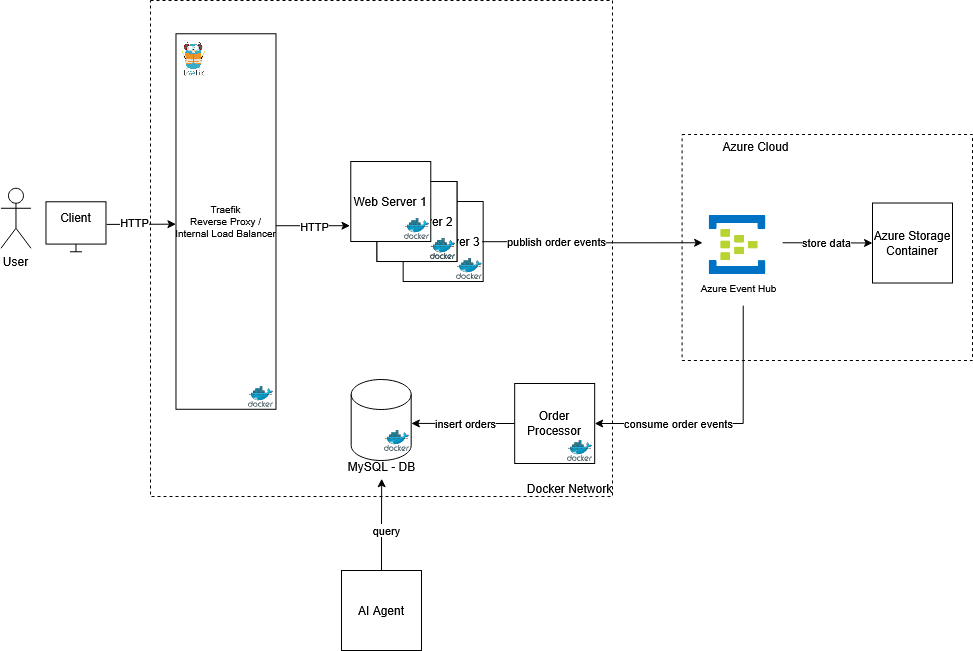 User
Client
HTTP
Traefik
Reverse Proxy /
Internal Load Balancer
docker
HTTP
Web Server 1
docker
er 2
docker
er 3
docker
publish order events
Azure Cloud
Azure Event Hub
store data
Azure Storage
Container
consume order events
Order
Processor
docker
insert orders
docker
MySQL - DB
Docker Network
query
AI Agent